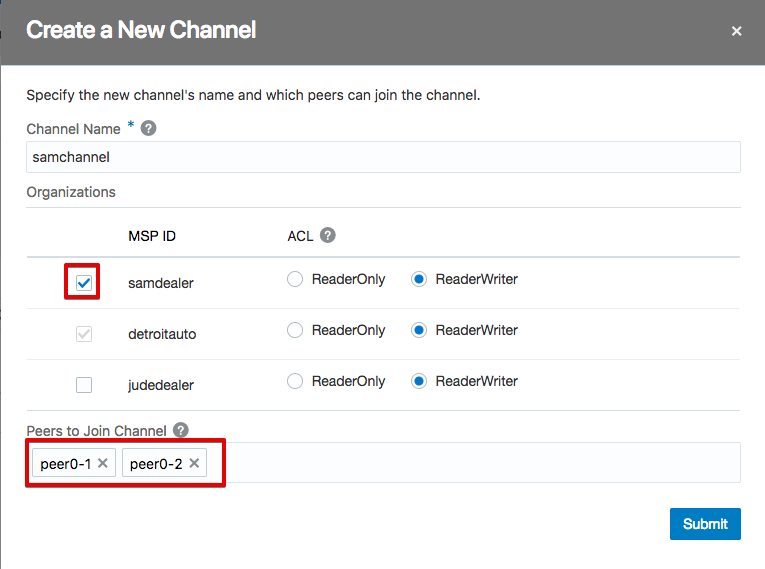 Create a New Channel ×
Specify the new channel's name and which peers can join the channel.
Channel Name * ?
samchannel
Organizations
MSP ID ACL ?
samdealer ReaderOnly ReaderWriter
detroitauto ReaderOnly ReaderWriter
judedealer ReaderOnly ReaderWriter
Peers to Join Channel ?
peer0-1 × peer0-2 ×
Submit